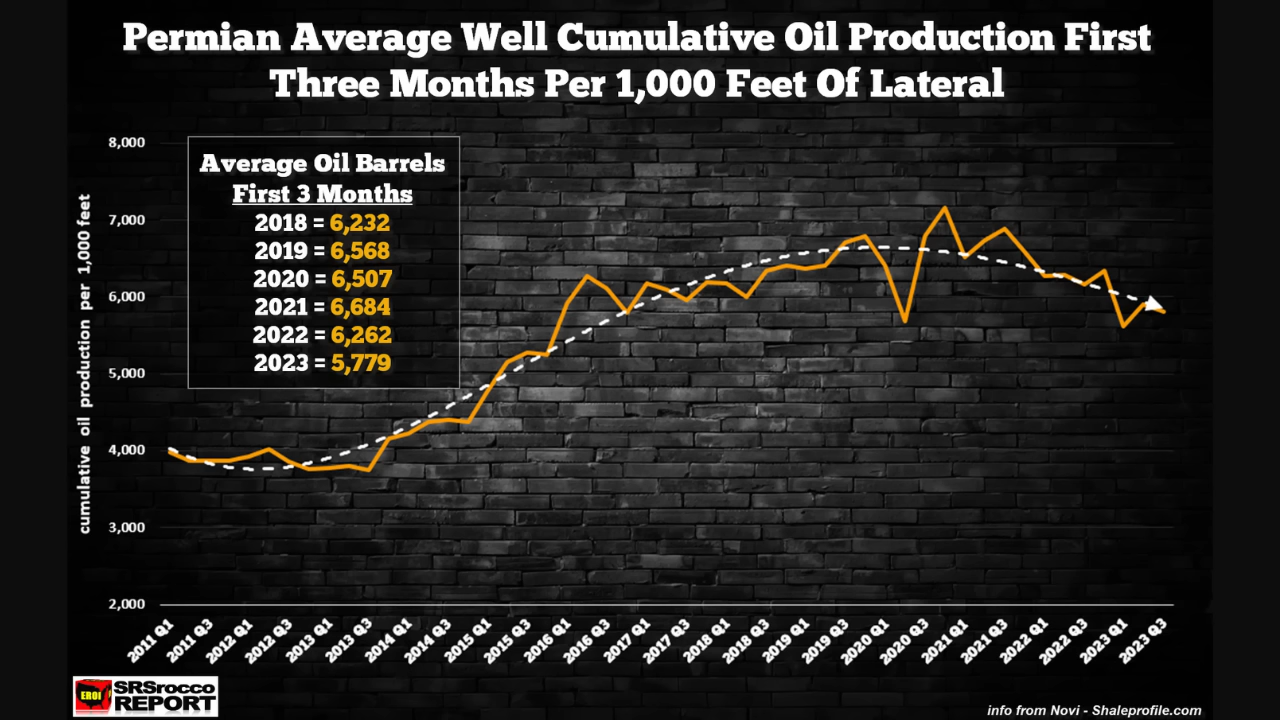 Permian Average Well Cumulative Oil Production First
Three Months Per 1,000 Feet Of Lateral
cumulative oil production per 1,000 feet
8,000
7,000
6,000
5,000
4,000
3,000
2,000
Average Oil Barrels
First 3 Months
2018 = 6,232
2019 = 6,568
2020 = 6,507
2021 = 6,684
2022 = 6,262
2023 = 5,779
2011 Q1
2011 Q3
2012 Q1
2012 Q3
2013 Q1
2013 Q3
2014 Q1
2014 Q3
2015 Q1
2015 Q3
2016 Q1
2016 Q3
2017 Q1
2017 Q3
2018 Q1
2018 Q3
2019 Q1
2019 Q3
2020 Q1
2020 Q3
2021 Q1
2021 Q3
2022 Q1
2022 Q3
2023 Q1
2023 Q3
EROI
SRSrocco
REPORT
info from Novi - Shaleprofile.com